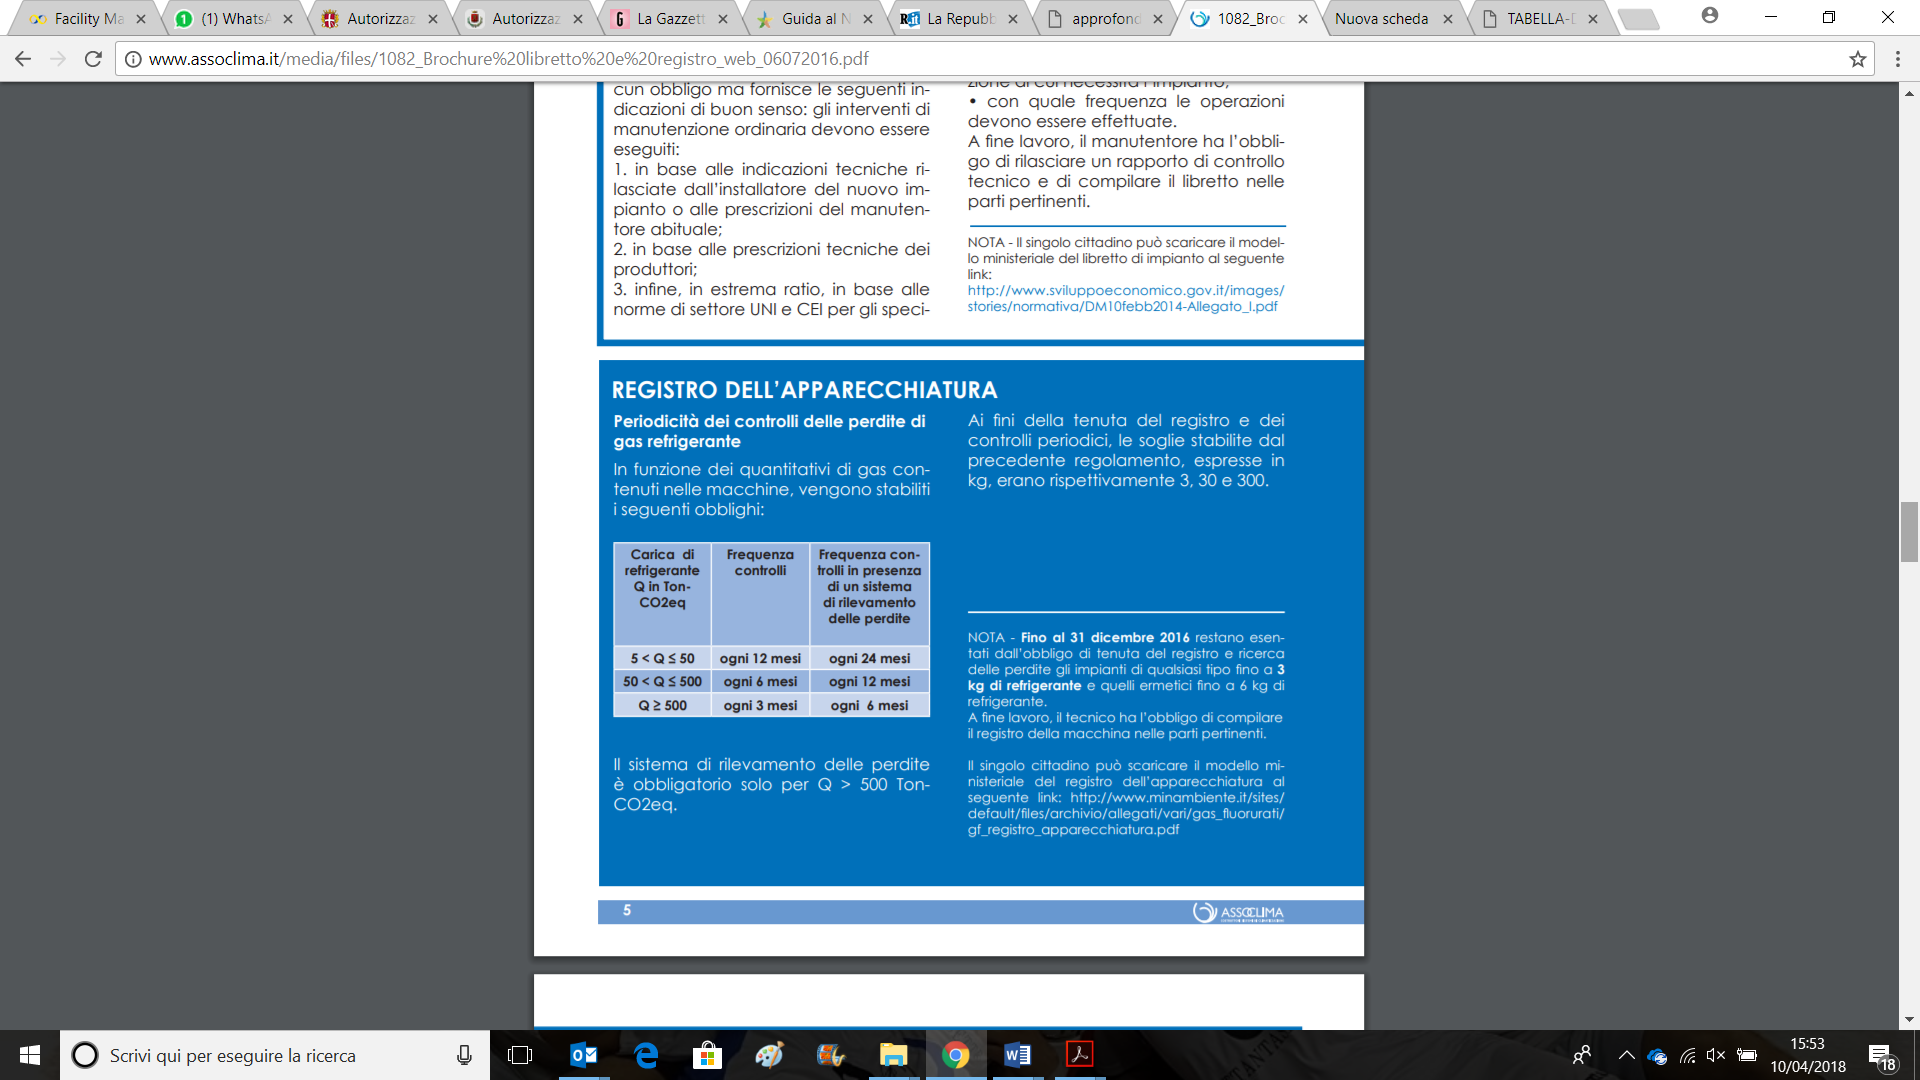 Facility Ma
(1) WhatsA
Autorizzaz
Autorizzaz
La Gazzett
Guida al N
La Repubb
approfond
1082_Broc
Nuova scheda
TABELLA-D
www.assoclima.it/media/files/1082_Brochure%20libretto%20e%20registro_web_06072016.pdf
cun obbligo ma fornisce le seguenti in-
dicazioni di buon senso: gli interventi di
manutenzione ordinaria devono essere
eseguiti:
1. in base alle indicazioni tecniche ri-
lasciate dall'installatore del nuovo im-
pianto o alle prescrizioni del manuten-
tore abituale;
2. in base alle prescrizioni tecniche dei
produttori;
3. infine, in estrema ratio, in base alle
norme di settore UNI e CEI per gli speci-
zione di cui necessita l'impianto;
• con quale frequenza le operazioni
devono essere effettuate.
A fine lavoro, il manutentore ha l'obbli-
go di rilasciare un rapporto di controllo
tecnico e di compilare il libretto nelle
parti pertinenti.
NOTA - Il singolo cittadino può scaricare il model-
lo ministeriale del libretto di impianto al seguente
link:
http://www.sviluppoeconomico.gov.it/images/
stories/normativa/DM10febb2014-Allegato_I.pdf
REGISTRO DELL'APPARECCHIATURA
Periodicità dei controlli delle perdite di
gas refrigerante
In funzione dei quantitativi di gas con-
tenuti nelle macchine, vengono stabiliti
i seguenti obblighi:
Carica di
refrigerante
Q in Ton-
CO2eq
Frequenza
controlli
Frequenza con-
trolli in presenza
di un sistema
di rilevamento
delle perdite
5 < Q ≤ 50 ogni 12 mesi ogni 24 mesi
50 < Q ≤ 500 ogni 6 mesi ogni 12 mesi
Q ≥ 500 ogni 3 mesi ogni 6 mesi
Il sistema di rilevamento delle perdite
è obbligatorio solo per Q > 500 Ton-
CO2eq.
Ai fini della tenuta del registro e dei
controlli periodici, le soglie stabilite dal
precedente regolamento, espresse in
kg, erano rispettivamente 3, 30 e 300.
NOTA - Fino al 31 dicembre 2016 restano esen-
tati dall'obbligo di tenuta del registro e ricerca
delle perdite gli impianti di qualsiasi tipo fino a 3
kg di refrigerante e quelli ermetici fino a 6 kg di
refrigerante.
A fine lavoro, il tecnico ha l'obbligo di compilare
il registro della macchina nelle parti pertinenti.
Il singolo cittadino può scaricare il modello mi-
nisteriale del registro dell'apparecchiatura al
seguente link: http://www.minambiente.it/sites/
default/files/archivio/allegati/vari/gas_fluorurati/
gf_registro_apparecchiatura.pdf
5
ASSOCLIMA
Scrivi qui per eseguire la ricerca
15:53
10/04/2018
18